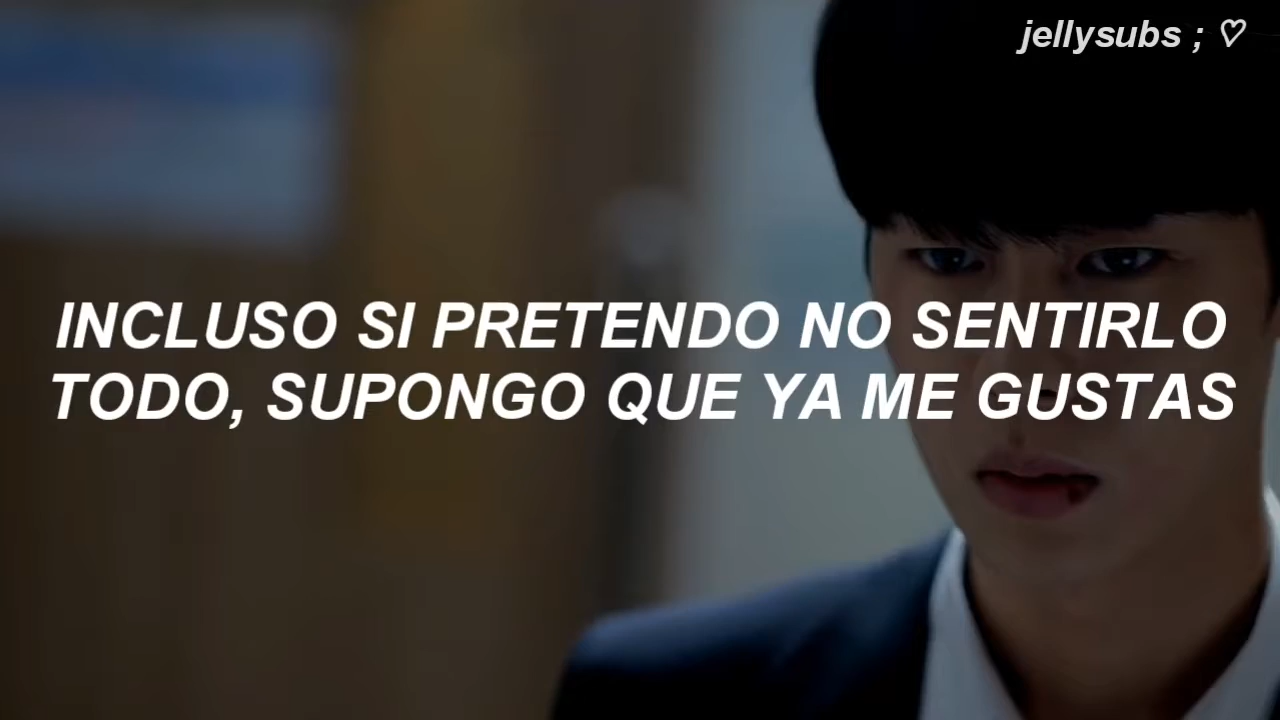 jellysubs ; ♡
INCLUSO SI PRETENDO NO SENTIRLO
TODO, SUPONGO QUE YA ME GUSTAS